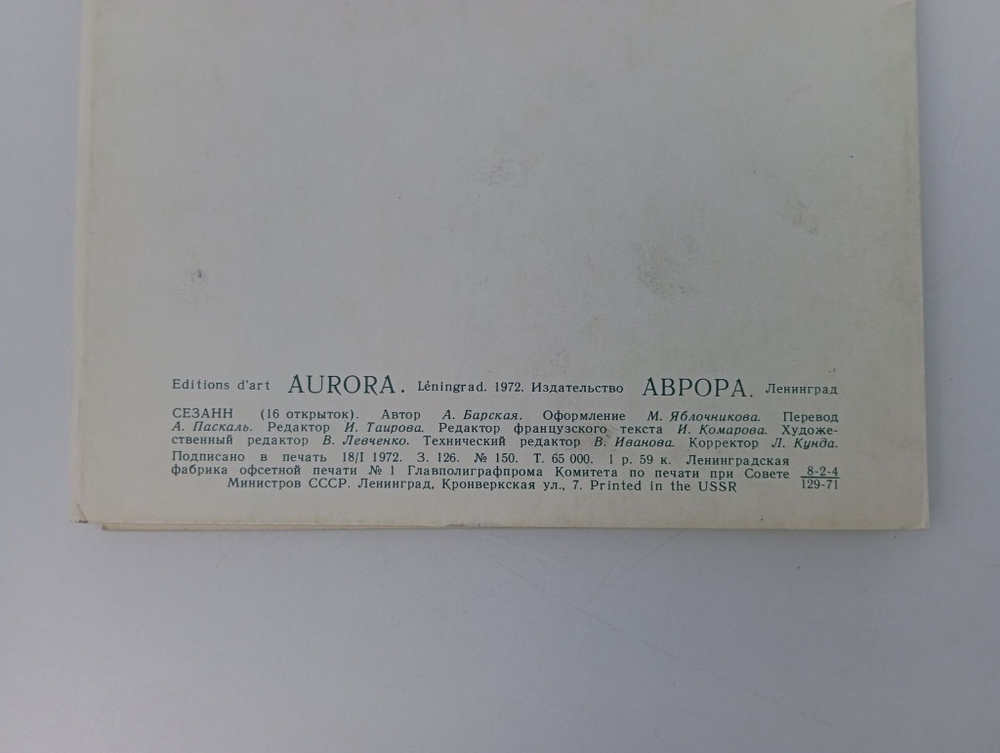 Editions d'art AURORA. Léningrad. 1972. Издательство АВРОРА. Ленинград
СЕЗАНН (16 открыток). Автор А. Барская. Оформление М. Яблочникова. Перевод
А. Паскаль. Редактор И. Таирова. Редактор французского текста И. Комарова. Художе-
ственный редактор В. Левченко. Технический редактор В. Иванова. Корректор Л. Кунда.
Подписано в печать 18/I 1972. З. 126. № 150. Т. 65 000. 1 р. 59 к. Ленинградская
фабрика офсетной печати № 1 Главполиграфпрома Комитета по печати при Совете 8-2-4
Министров СССР. Ленинград, Кронверкская ул., 7. Printed in the USSR 129-71